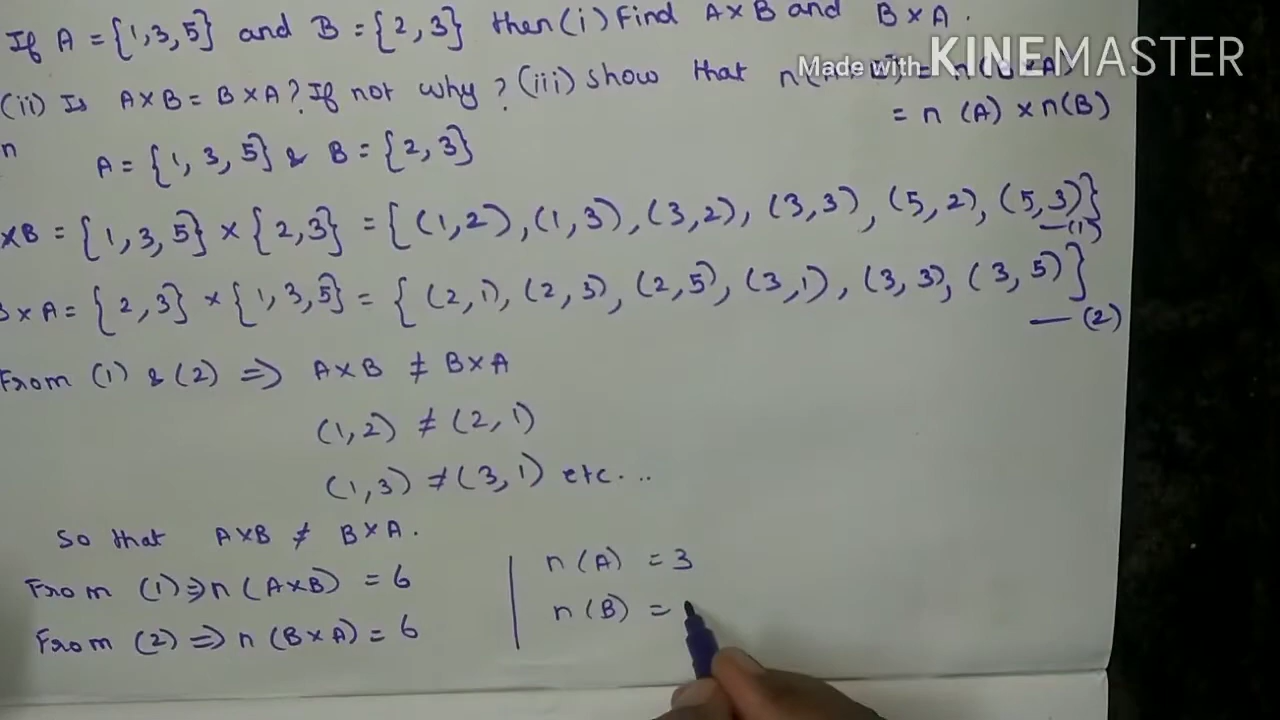 If A = {1, 3, 5} and B = {2, 3} then (i) Find A × B and B × A.
Made with KINEMASTER
(ii) Is A × B = B × A? If not why? (iii) show that
= n (A) × n(B)
n
A = {1, 3, 5} & B = {2, 3}
×B = {1, 3, 5} × {2, 3} = {(1, 2), (1, 3), (3, 2), (3, 3), (5, 2), (5, 3)}
—(1)
B × A = {2, 3} × {1, 3, 5} = {(2, 1), (2, 3), (2, 5), (3, 1), (3, 3), (3, 5)}
— (2)
From (1) & (2) => A × B ≠ B × A
(1, 2) ≠ (2, 1)
(1, 3) ≠ (3, 1) etc...
So that A×B ≠ B × A.
From (1) => n (A × B) = 6
n (A) = 3
n (B) =
From (2) => n (B × A) = 6